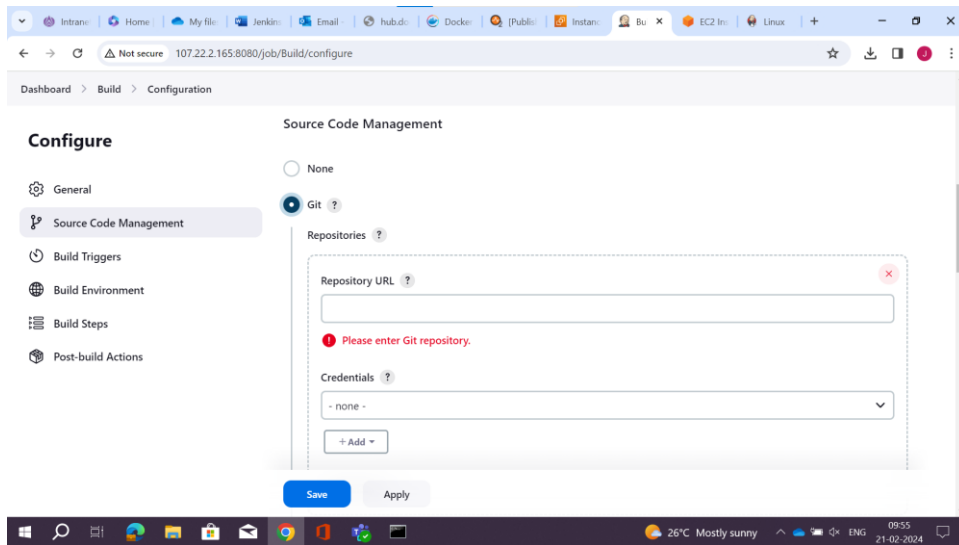 Intrane
Home
My file
Jenkins
Email -
hub.do
Docker
[Publis
Instanc
Bu
EC2 In
Linux
Not secure 107.22.2.165:8080/job/Build/configure
J
Dashboard > Build > Configuration
Configure
General
Source Code Management
Build Triggers
Build Environment
Build Steps
Post-build Actions
Source Code Management
None
Git ?
Repositories ?
Repository URL ?
Please enter Git repository.
Credentials ?
- none -
+ Add
Save Apply
26°C Mostly sunny
ENG
09:55
21-02-2024